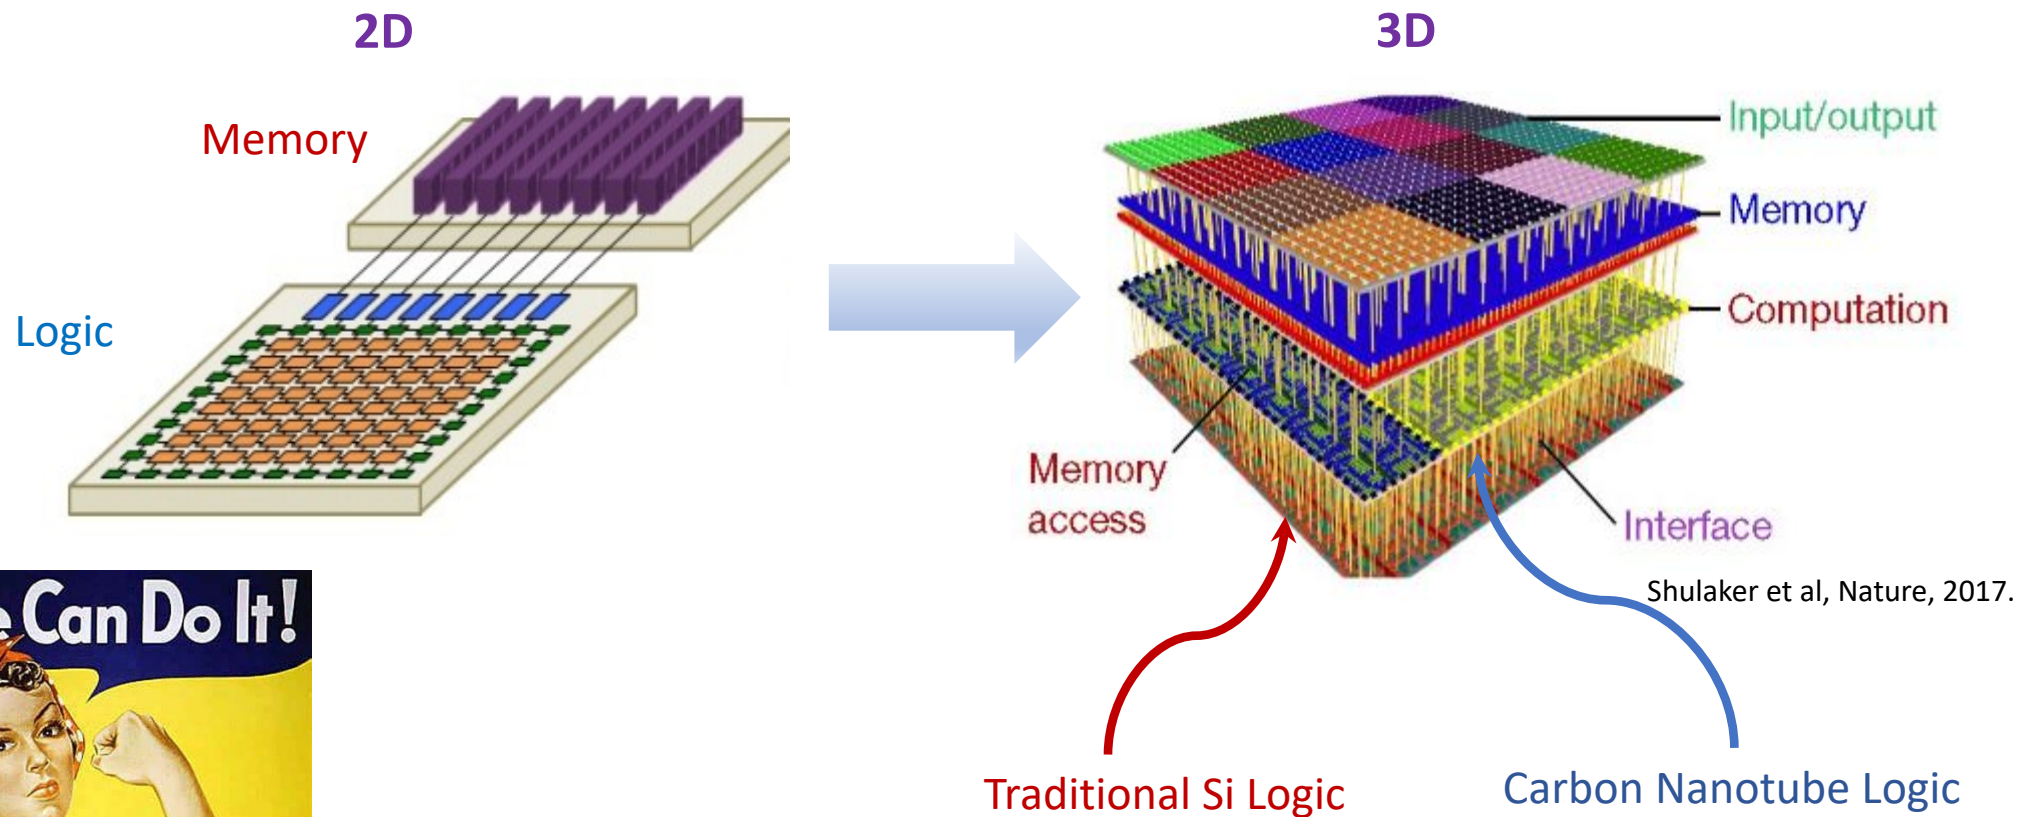 2D
3D
Memory
Logic
Input/output
Memory
Computation
Memory
access
Interface
Shulaker et al, Nature, 2017.
Can Do It!
Traditional Si Logic
Carbon Nanotube Logic